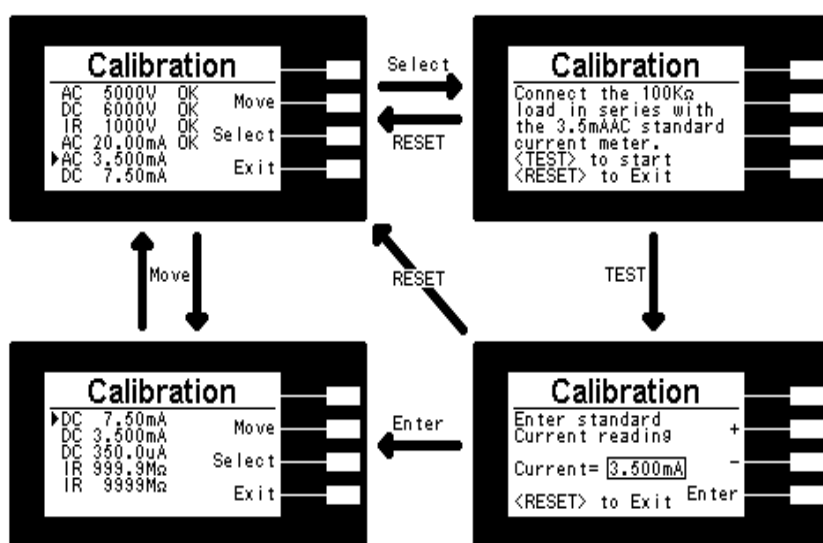 Calibration
AC 5000V OK
DC 6000V OK
IR 1000V OK
AC 20.00mA OK
AC 3.500mA
DC 7.50mA
Move
Select
Exit
Select
RESET
Calibration
Connect the 100KΩ
load in series with
the 3.5mAAC standard
current meter.
<TEST> to start
<RESET> to Exit
Move
RESET
TEST
Calibration
DC 7.50mA
DC 3.500mA
DC 350.0uA
IR 999.9MΩ
IR 9999MΩ
Move
Select
Exit
Enter
Calibration
Enter standard
Current reading
Current= 3.500mA
<RESET> to Exit
+
-
Enter